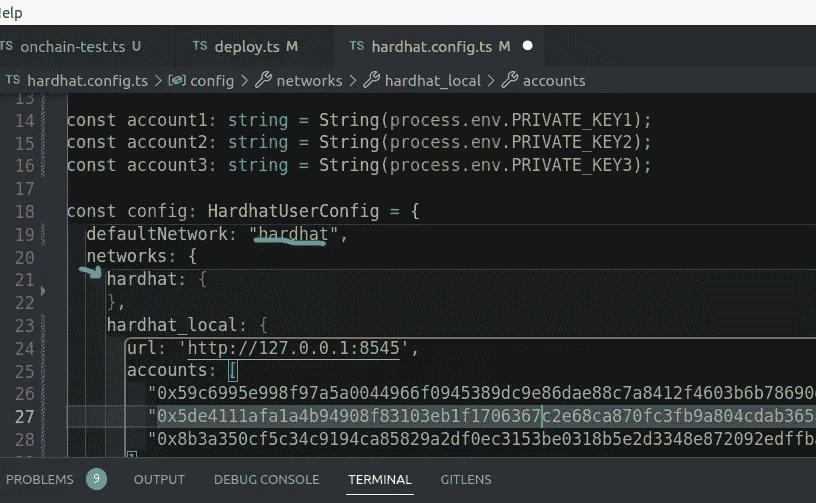 Help
TS onchain-test.ts U
TS deploy.ts M
TS hardhat.config.ts M
TS hardhat.config.ts > config > networks > hardhat_local > accounts
13
14 const account1: string = String(process.env.PRIVATE_KEY1);
15 const account2: string = String(process.env.PRIVATE_KEY2);
16 const account3: string = String(process.env.PRIVATE_KEY3);
17
18 const config: HardhatUserConfig = {
19 defaultNetwork: "hardhat",
20 networks: {
21 hardhat: {
22 },
23 hardhat_local: {
24 url: 'http://127.0.0.1:8545',
25 accounts: [
26 "0x59c6995e998f97a5a0044966f0945389dc9e86dae88c7a8412f4603b6b78690
27 "0x5de4111afa1a4b94908f83103eb1f1706367c2e68ca870fc3fb9a804cdab365
28 "0x8b3a350cf5c34c9194ca85829a2df0ec3153be0318b5e2d3348e872092edffb
PROBLEMS 9 OUTPUT DEBUG CONSOLE TERMINAL GITLENS